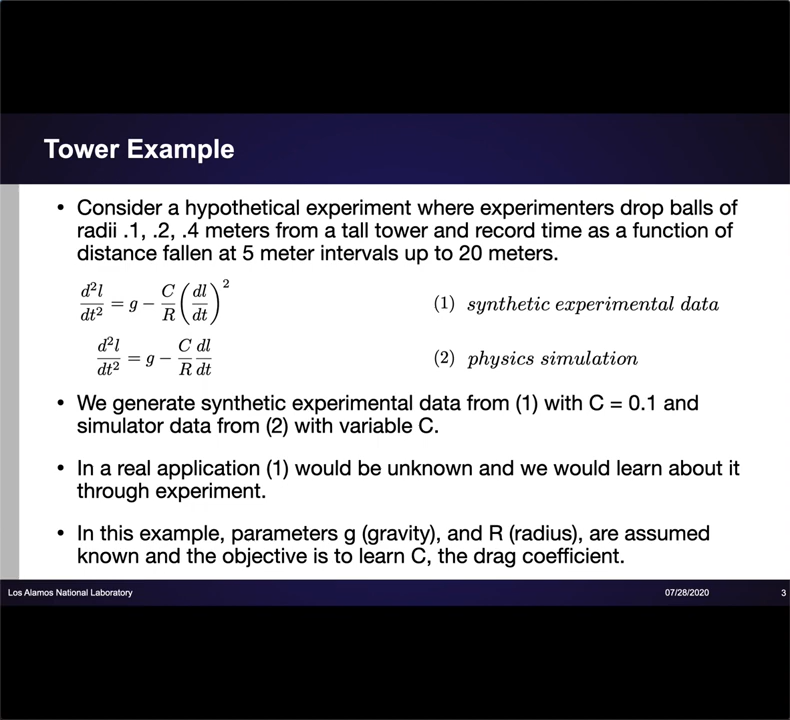 Tower Example
• Consider a hypothetical experiment where experimenters drop balls of
radii .1, .2, .4 meters from a tall tower and record time as a function of
distance fallen at 5 meter intervals up to 20 meters.
d²l/dt² = g − C/R (dl/dt)² (1) synthetic experimental data
d²l/dt² = g − C/R dl/dt (2) physics simulation
• We generate synthetic experimental data from (1) with C = 0.1 and
simulator data from (2) with variable C.
• In a real application (1) would be unknown and we would learn about it
through experiment.
• In this example, parameters g (gravity), and R (radius), are assumed
known and the objective is to learn C, the drag coefficient.
Los Alamos National Laboratory 07/28/2020 3